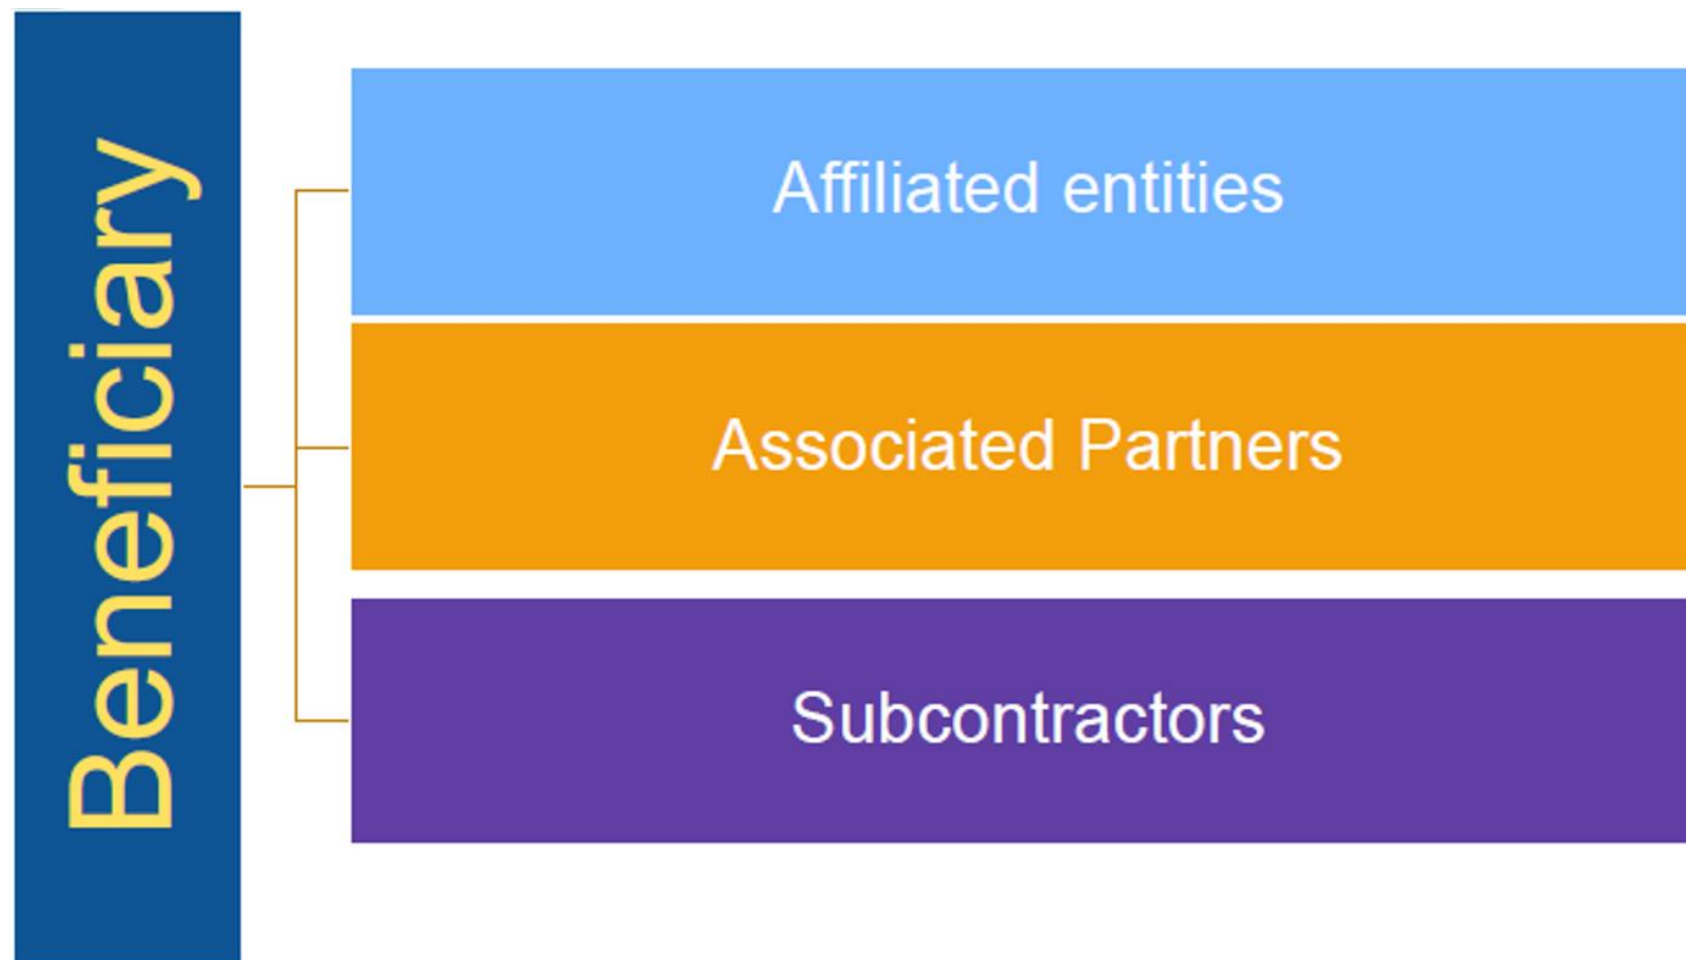 Beneficiary
Affiliated entities
Associated Partners
Subcontractors